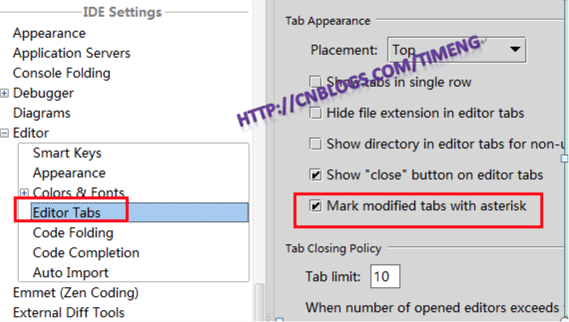 IDE Settings
Appearance
Application Servers
Console Folding
Debugger
Diagrams
Editor
Smart Keys
Appearance
Colors & Fonts
Editor Tabs
Code Folding
Code Completion
Auto Import
Emmet (Zen Coding)
External Diff Tools
Tab Appearance
Placement: Top
Show tabs in single row
Hide file extension in editor tabs
Show directory in editor tabs for non-u
Show "close" button on editor tabs
Mark modified tabs with asterisk
Tab Closing Policy
Tab limit: 10
When number of opened editors exceeds
HTTP://CNBLOGS.COM/TIMENG